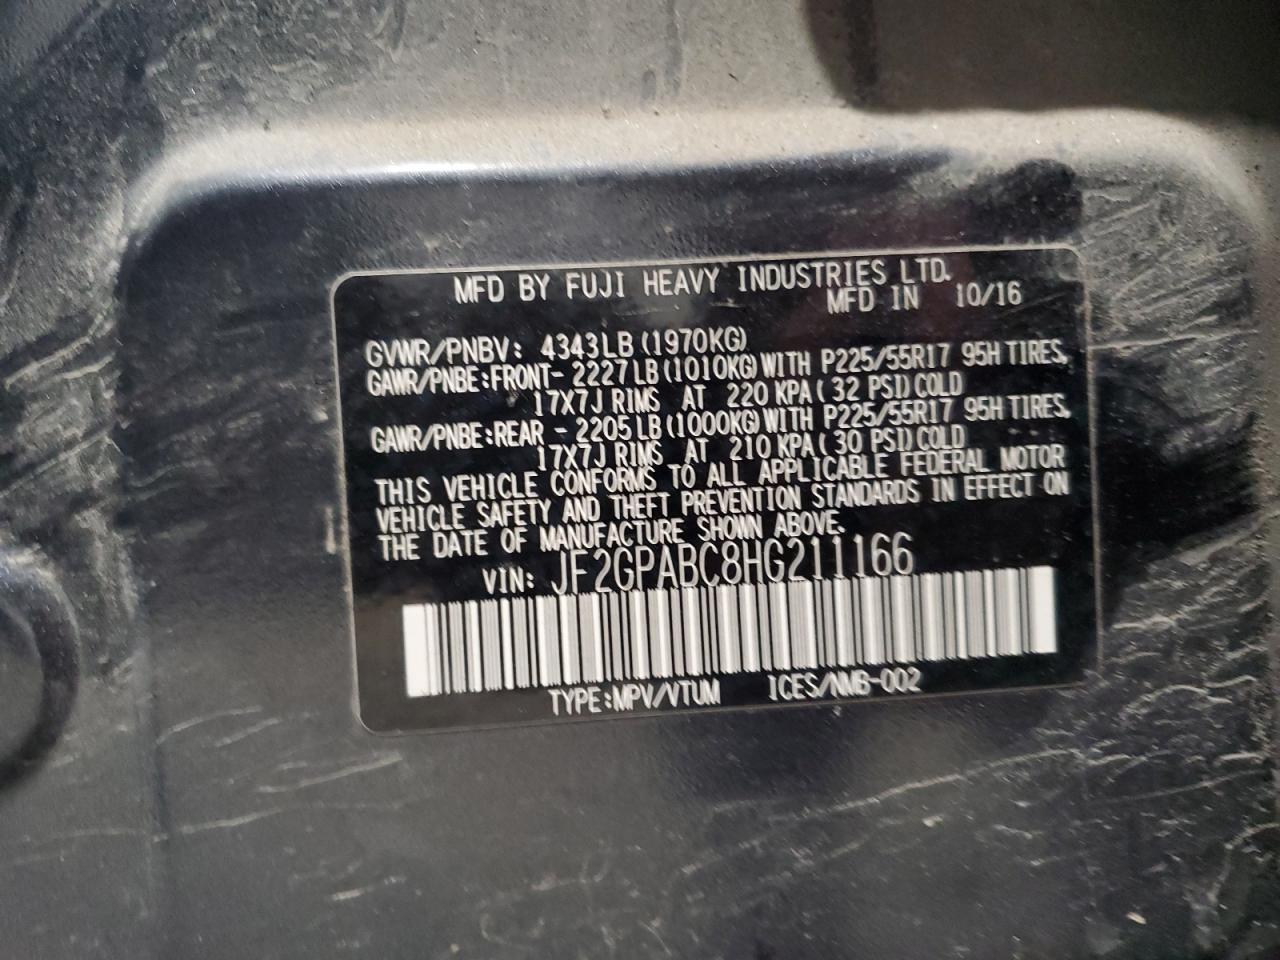 MFD BY FUJI HEAVY INDUSTRIES LTD.
MFD IN 10/16
GVWR/PNBV: 4343LB (1970KG)
GAWR/PNBE:FRONT- 2227LB (1010KG) WITH P225/55R17 95H TIRES,
17X7J RIMS AT 220 KPA ( 32 PSI) COLD
GAWR/PNBE:REAR - 2205LB (1000KG) WITH P225/55R17 95H TIRES,
17X7J RIMS AT 210 KPA ( 30 PSI) COLD
THIS VEHICLE CONFORMS TO ALL APPLICABLE FEDERAL MOTOR
VEHICLE SAFETY AND THEFT PREVENTION STANDARDS IN EFFECT ON
THE DATE OF MANUFACTURE SHOWN ABOVE.
VIN: JF2GPABC8HG211166
TYPE:MPV/VTUM ICES/NMB-002